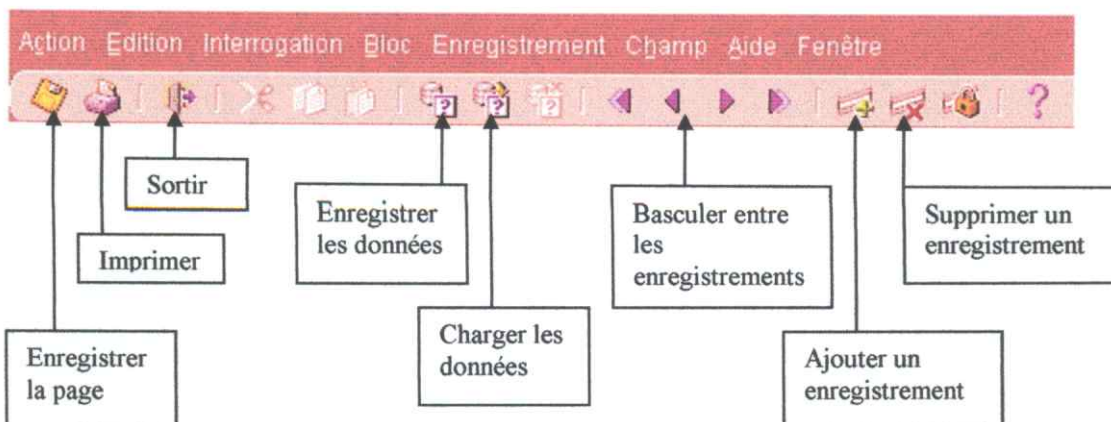 Action Edition Interrogation Bloc Enregistrement Champ Aide Fenêtre
Sortir
Imprimer
Enregistrer
la page
Enregistrer
les données
Charger les
données
Basculer entre
les
enregistrements
Ajouter un
enregistrement
Supprimer un
enregistrement